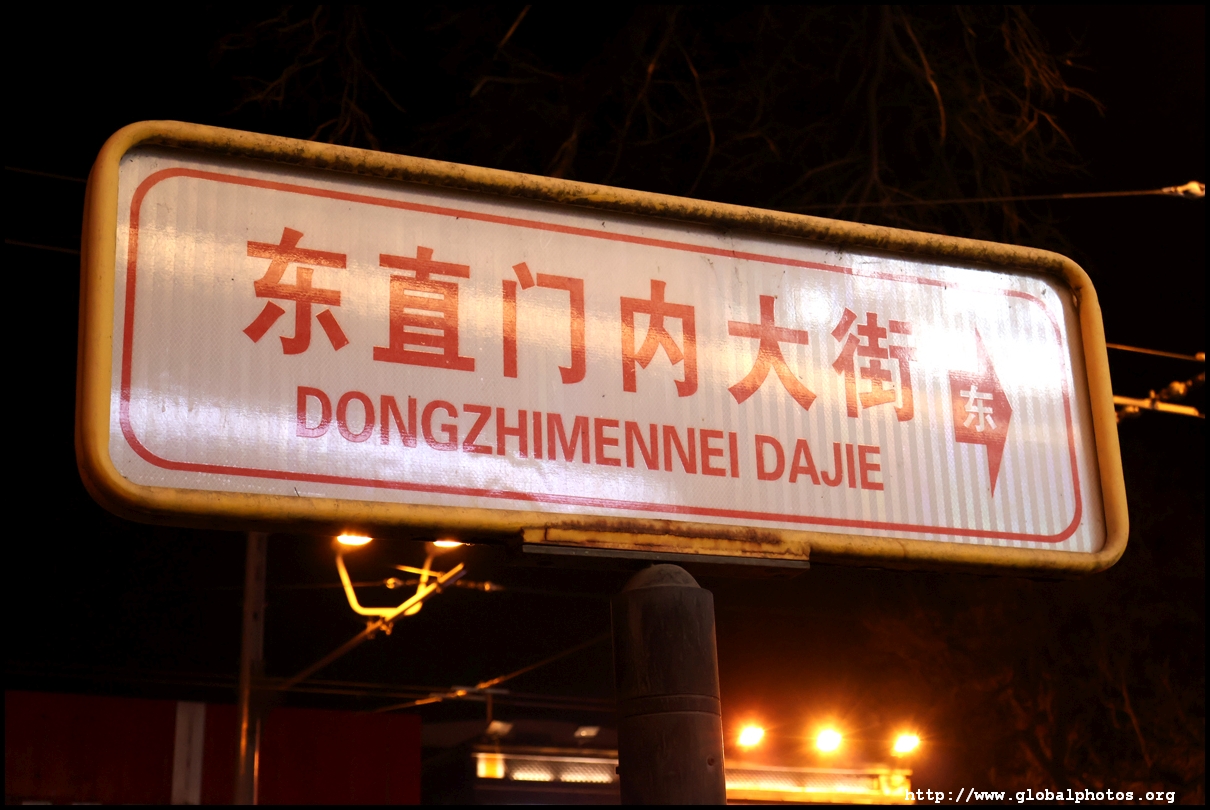 东直门内大街
东
DONGZHIMENNEI DAJIE
http://www.globalphotos.org